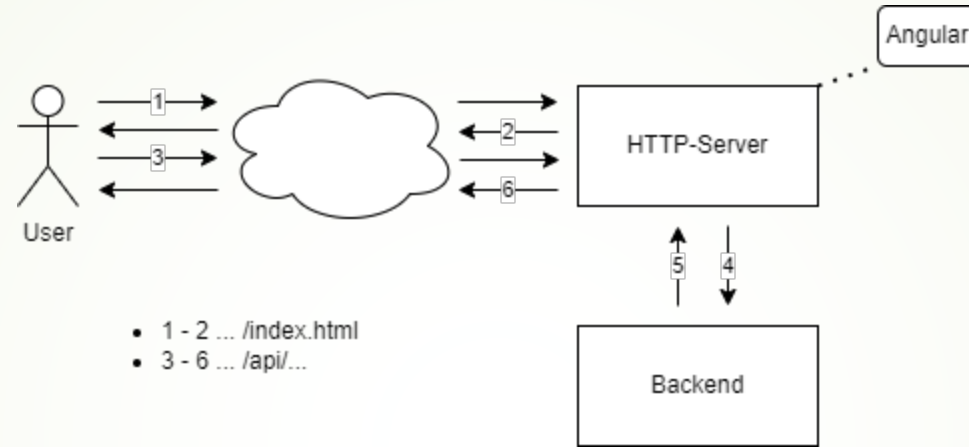 Angular
1
2
HTTP-Server
3
6
User
5
4
• 1 - 2 ... /index.html
• 3 - 6 ... /api/...
Backend